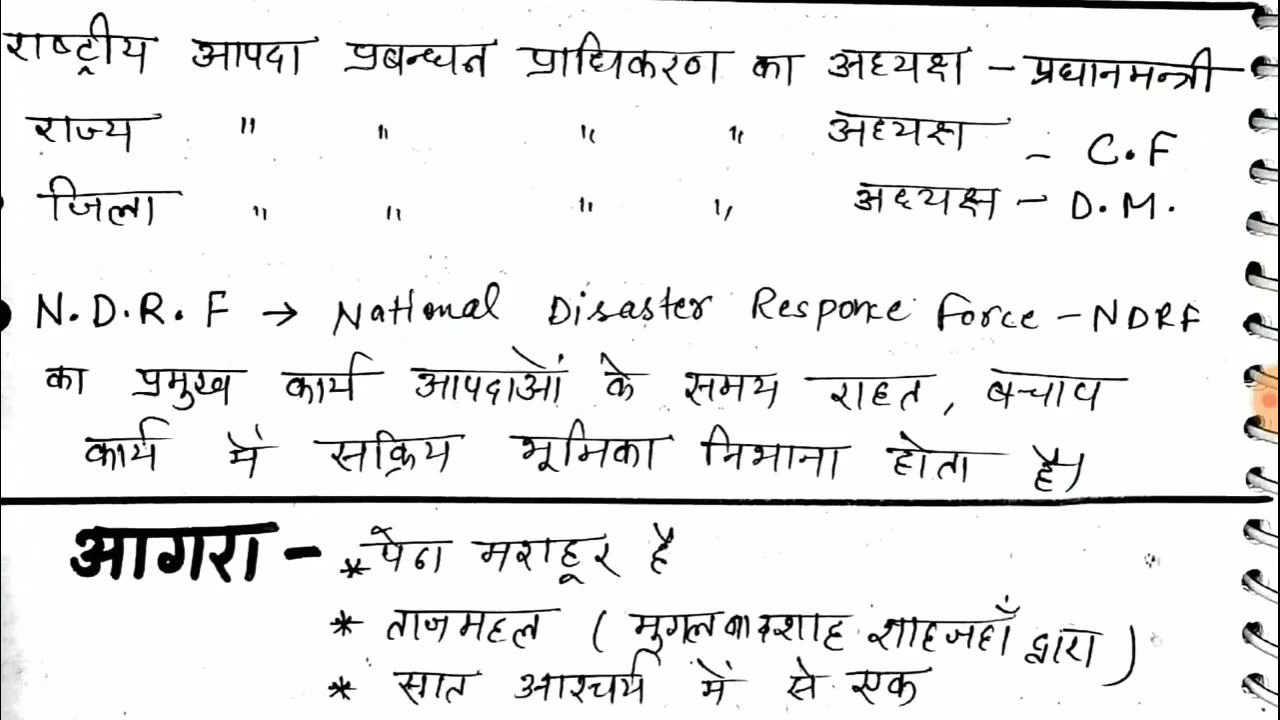 राष्ट्रीय आपदा प्रबन्धन प्राधिकरण का अध्यक्ष - प्रधानमन्त्री
राज्य " " " " अध्यक्ष - C.F
जिला " " " " अध्यक्ष - D.M.
N.D.R.F → National Disaster Responce Force - NDRF
का प्रमुख कार्य आपदाओं के समय राहत, बचाव
कार्य में सक्रिय भूमिका निभाना होता है।
आगरा - * पेठा मशहूर है
* ताजमहल ( मुगल बादशाह शाहजहाँ द्वारा )
* सात आश्चर्य में से एक